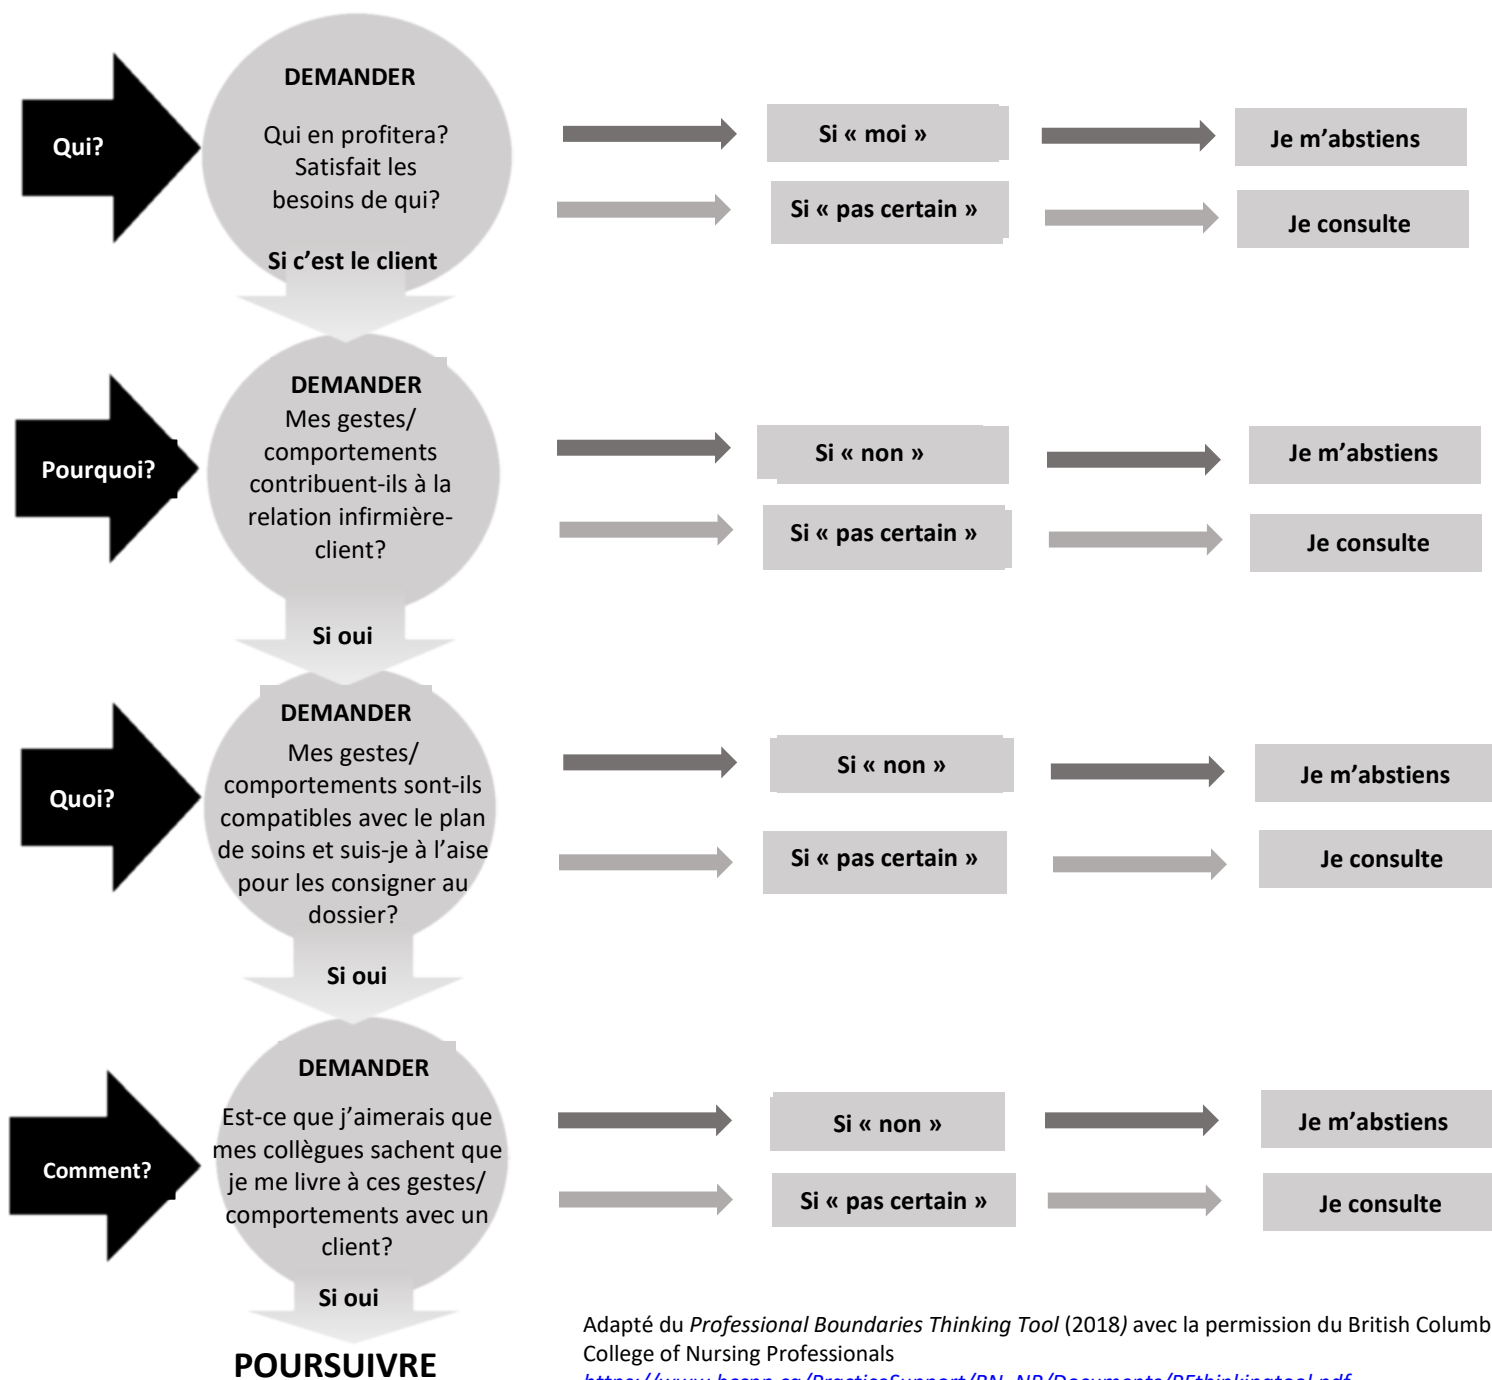 Qui?
DEMANDER
Qui en profitera?
Satisfait les
besoins de qui?
Si c'est le client
Si « moi »
Je m'abstiens
Si « pas certain »
Je consulte
Pourquoi?
DEMANDER
Mes gestes/
comportements
contribuent-ils à la
relation infirmière-
client?
Si oui
Si « non »
Je m'abstiens
Si « pas certain »
Je consulte
Quoi?
DEMANDER
Mes gestes/
comportements sont-ils
compatibles avec le plan
de soins et suis-je à l'aise
pour les consigner au
dossier?
Si oui
Si « non »
Je m'abstiens
Si « pas certain »
Je consulte
Comment?
DEMANDER
Est-ce que j'aimerais que
mes collègues sachent que
je me livre à ces gestes/
comportements avec un
client?
Si oui
Si « non »
Je m'abstiens
Si « pas certain »
Je consulte
POURSUIVRE
Adapté du Professional Boundaries Thinking Tool (2018) avec la permission du British Columb
College of Nursing Professionals